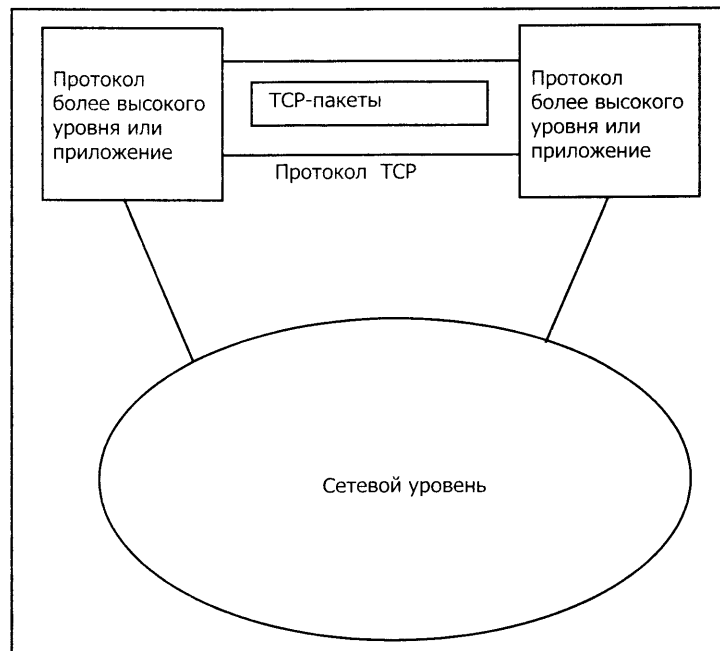 Протокол
более высокого
уровня или
приложение
TCP-пакеты
Протокол TCP
Протокол
более высокого
уровня или
приложение
Сетевой уровень